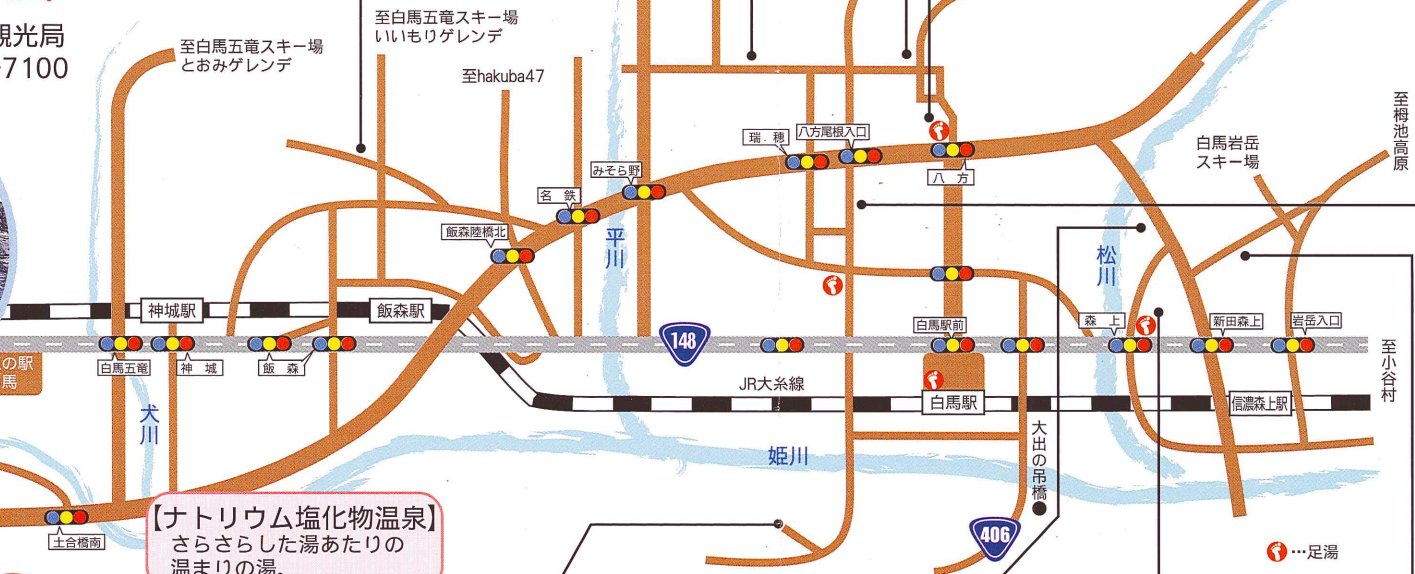 観光局
7100
至白馬五竜スキー場
とおみゲレンデ
至白馬五竜スキー場
いいもりゲレンデ
至hakuba47
みそら野
名鉄
飯森陸橋北
平川
瑞穂
八方尾根入口
八方
白馬岩岳
スキー場
至栂池高原
松川
神城駅
飯森駅
148
白馬駅前
森上
新田森上
岩岳入口
の駅
馬
白馬五竜
神城
飯森
至小谷村
JR大糸線
白馬駅
信濃森上駅
犬川
姫川
大出の吊橋
406
土合橋南
【ナトリウム塩化物温泉】
さらさらした湯あたりの
温まりの湯。
…足湯